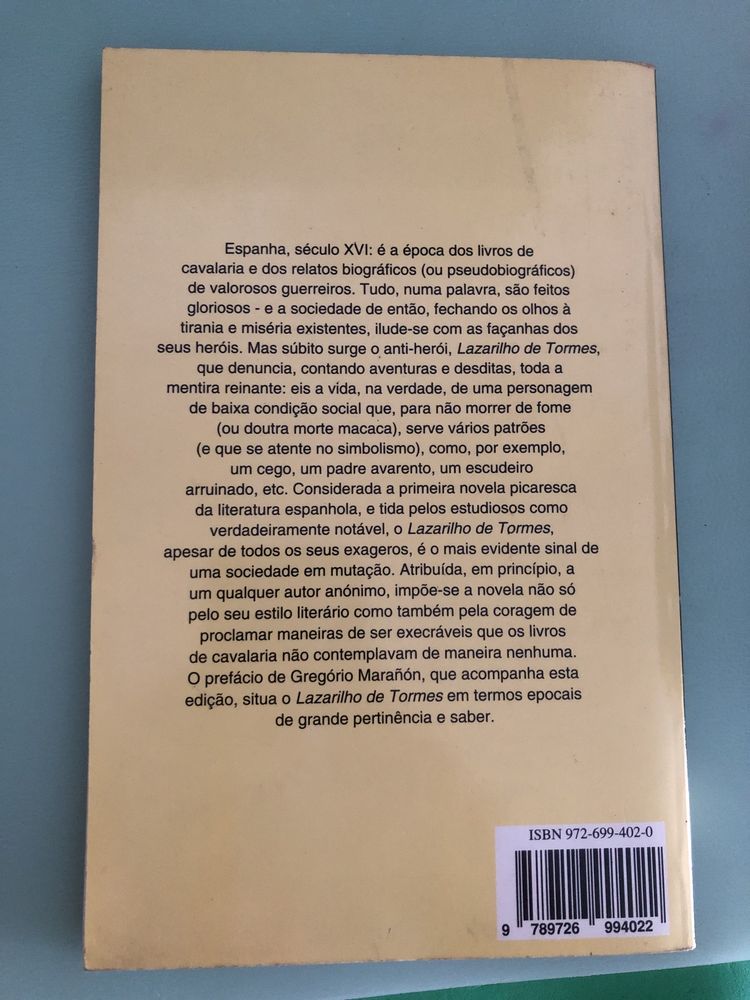 Espanha, século XVI: é a época dos livros de
cavalaria e dos relatos biográficos (ou pseudobiográficos)
de valorosos guerreiros. Tudo, numa palavra, são feitos
gloriosos - e a sociedade de então, fechando os olhos à
tirania e miséria existentes, ilude-se com as façanhas dos
seus heróis. Mas súbito surge o anti-herói, Lazarilho de Tormes,
que denuncia, contando aventuras e desditas, toda a
mentira reinante: eis a vida, na verdade, de uma personagem
de baixa condição social que, para não morrer de fome
(ou doutra morte macaca), serve vários patrões
(e que se atente no simbolismo), como, por exemplo,
um cego, um padre avarento, um escudeiro
arruinado, etc. Considerada a primeira novela picaresca
da literatura espanhola, e tida pelos estudiosos como
verdadeiramente notável, o Lazarilho de Tormes,
apesar de todos os seus exageros, é o mais evidente sinal de
uma sociedade em mutação. Atribuída, em princípio, a
um qualquer autor anónimo, impõe-se a novela não só
pelo seu estilo literário como também pela coragem de
proclamar maneiras de ser execráveis que os livros
de cavalaria não contemplavam de maneira nenhuma.
O prefácio de Gregório Marañón, que acompanha esta
edição, situa o Lazarilho de Tormes em termos epocais
de grande pertinência e saber.
ISBN 972-699-402-0
9 789726 994022